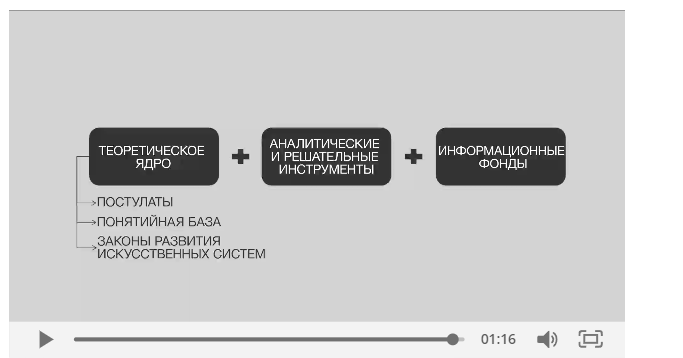 ТЕОРЕТИЧЕСКОЕ
ЯДРО
АНАЛИТИЧЕСКИЕ
И РЕШАТЕЛЬНЫЕ
ИНСТРУМЕНТЫ
ИНФОРМАЦИОННЫЕ
ФОНДЫ
ПОСТУЛАТЫ
ПОНЯТИЙНАЯ БАЗА
ЗАКОНЫ РАЗВИТИЯ
ИСКУССТВЕННЫХ СИСТЕМ
01:16